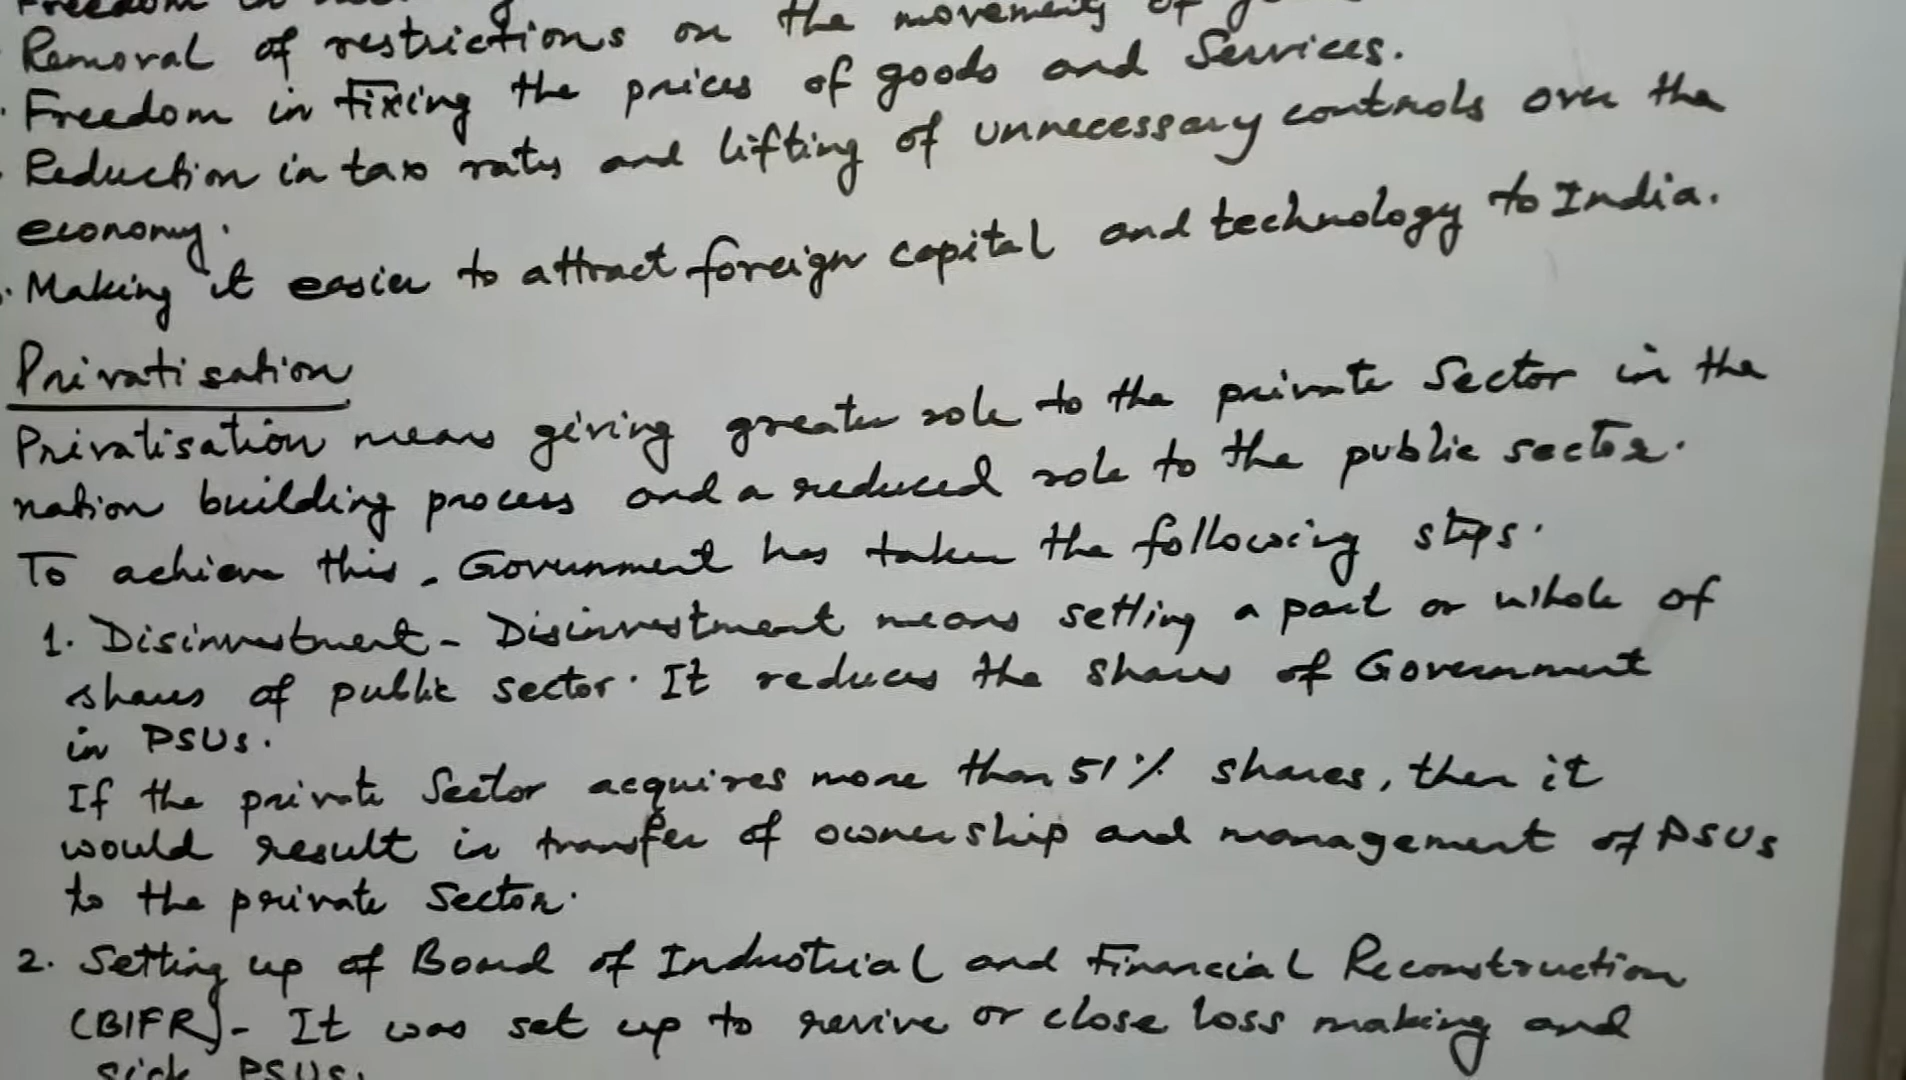 Freedom in
Removal of restrictions on the movements of
Freedom in fixing the prices of goods and Services.
Reduction in tax rates and lifting of unnecessary controls over the
economy.
Making it easier to attract foreign capital and technology to India.
Privatisation
Privatisation means giving greater role to the private Sector in the
nation building process and a reduced role to the public sector.
To achieve this, Government has taken the following steps.
1. Disinvestment - Disinvestment means selling a part or whole of
shares of public sector. It reduces the shares of Government
in PSUs.
If the private Sector acquires more than 51% shares, then it
would result in transfer of ownership and management of PSUs
to the private Sector.
2. Setting up of Board of Industrial and Financial Reconstruction
(BIFR) - It was set up to revive or close loss making and
sick PSUs.